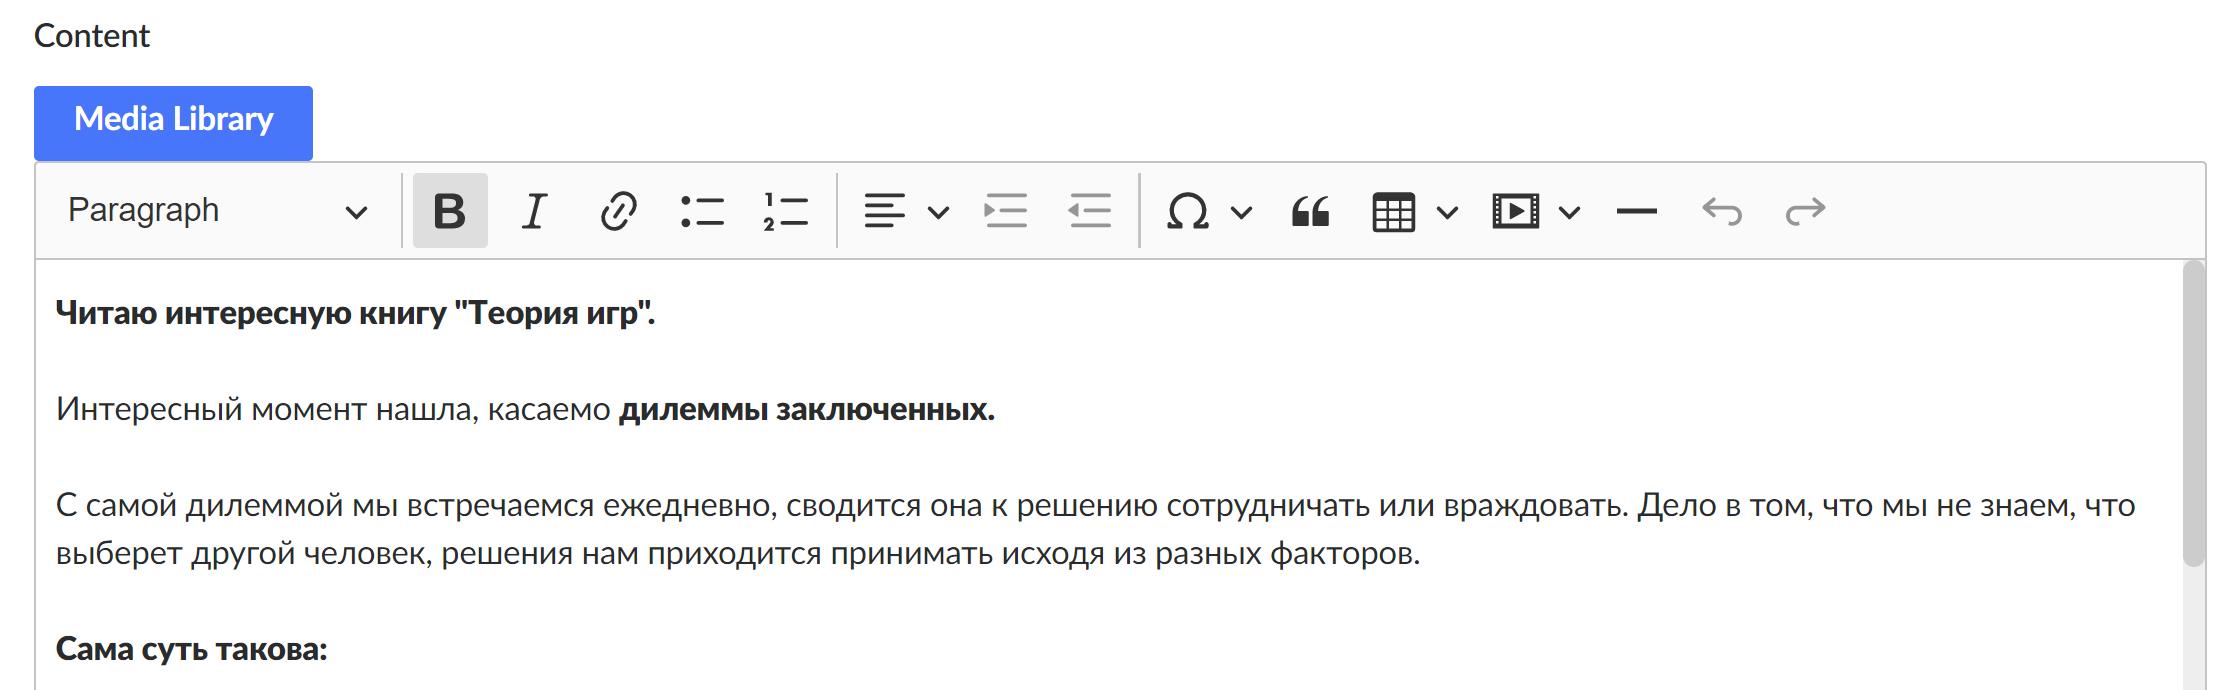 Content
Media Library
Paragraph
Читаю интересную книгу "Теория игр".
Интересный момент нашла, касаемо дилеммы заключенных.
С самой дилеммой мы встречаемся ежедневно, сводится она к решению сотрудничать или враждовать. Дело в том, что мы не знаем, что
выберет другой человек, решения нам приходится принимать исходя из разных факторов.
Сама суть такова: